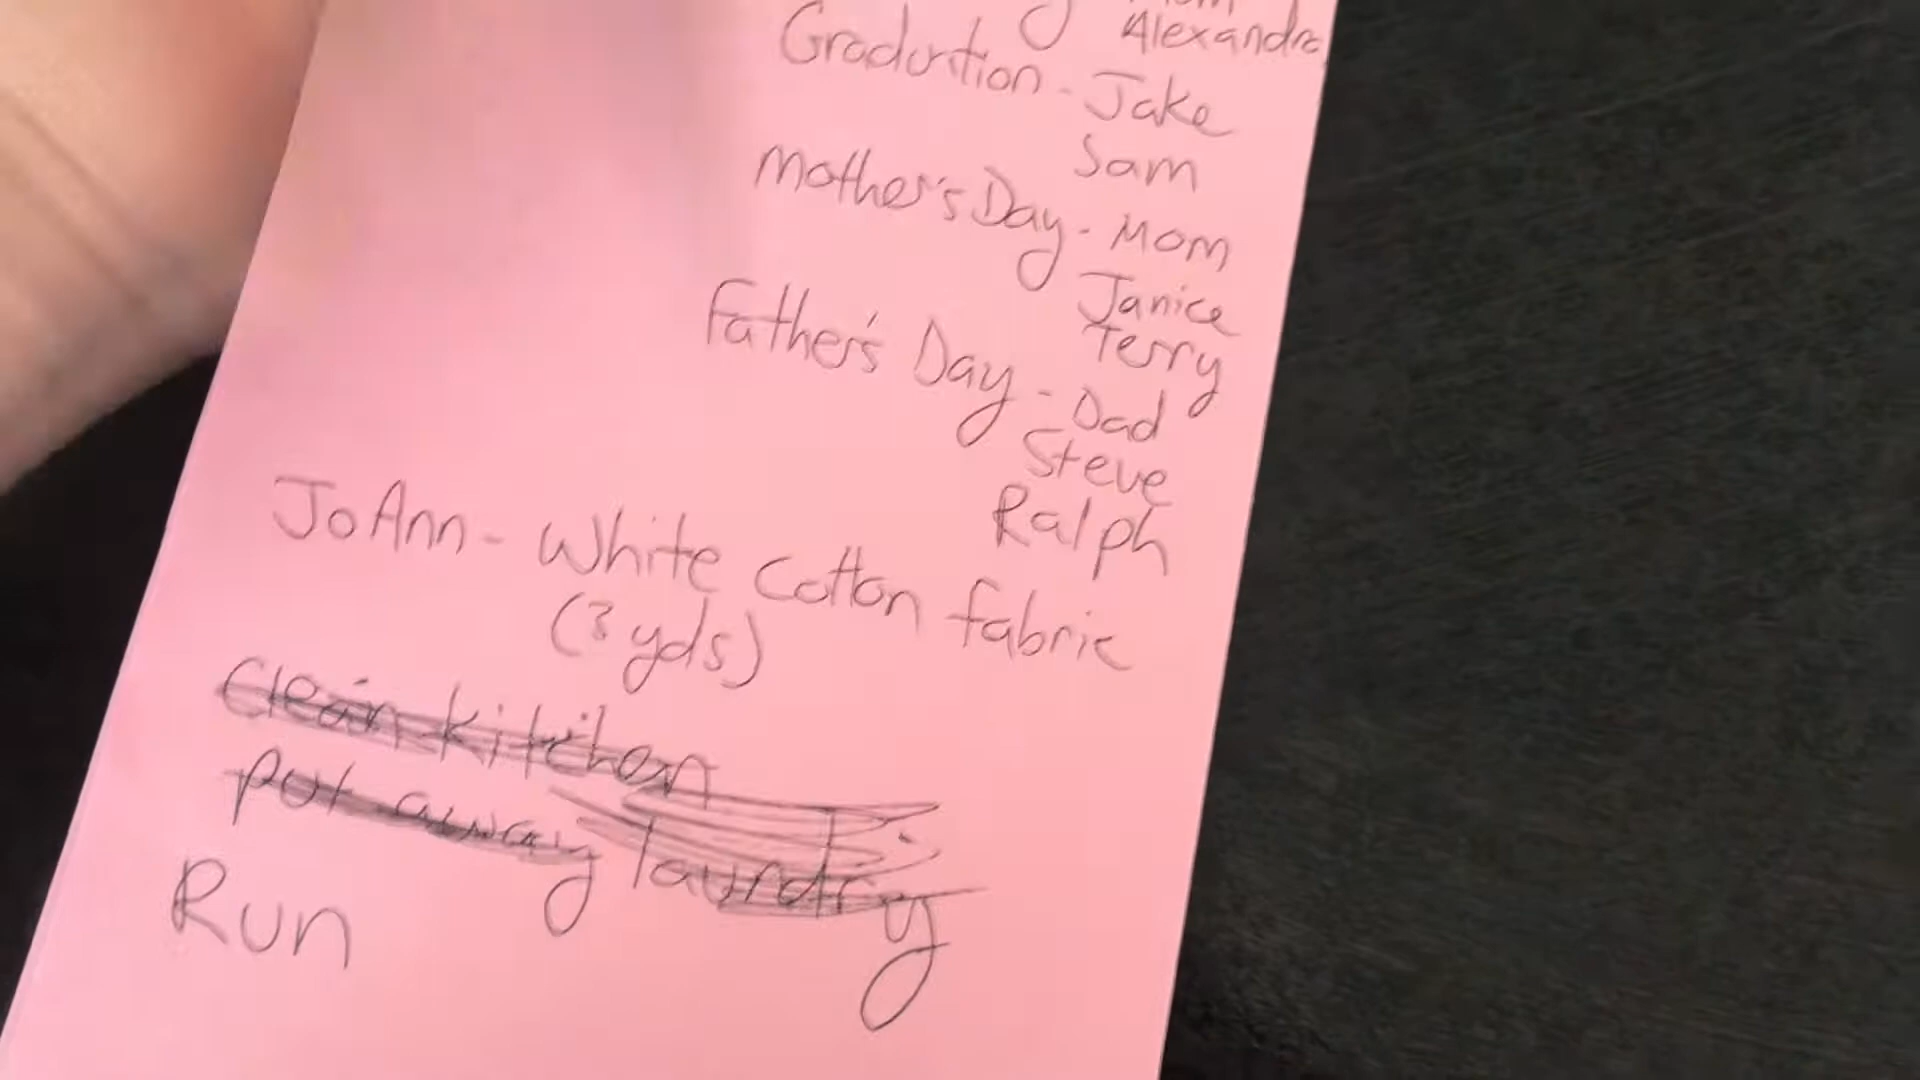 Alexandra
Graduation - Jake
Sam
Mother's Day - Mom
Janice
Terry
Father's Day - Dad
Steve
Ralph
JoAnn - White cotton fabric
(3 yds)
Clean kitchen
put away laundry
Run